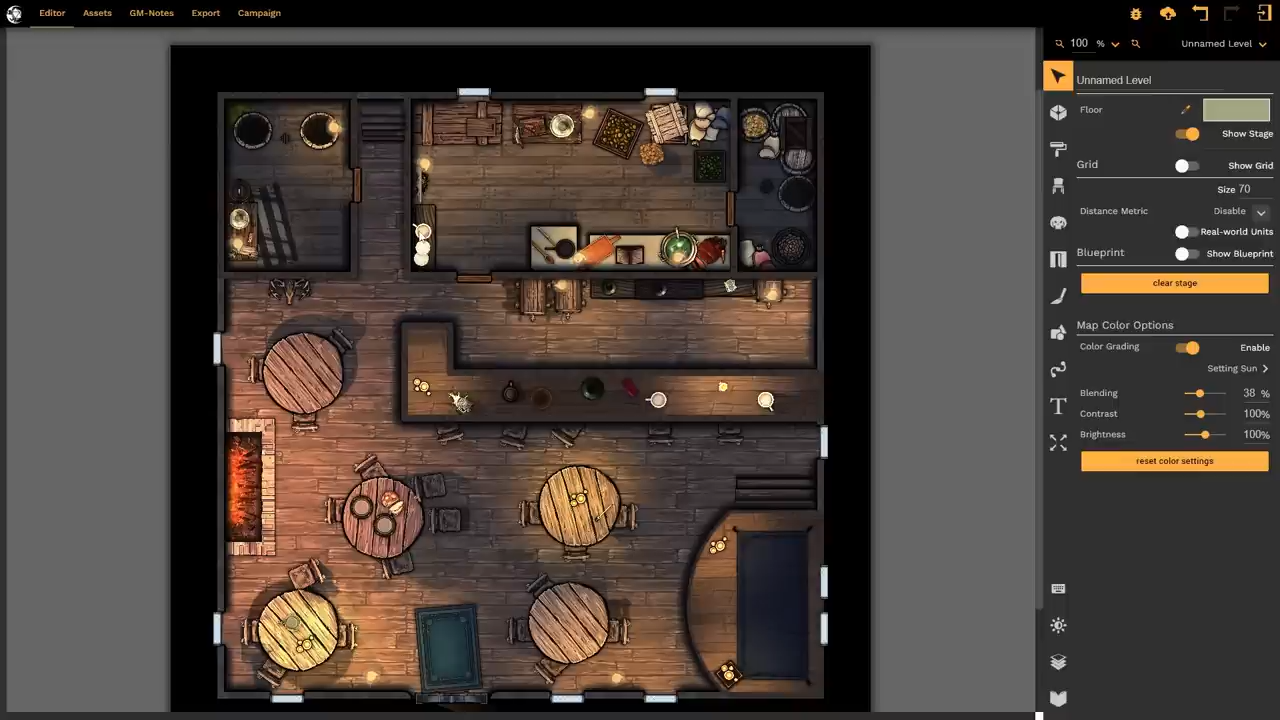 Editor Assets GM-Notes Export Campaign
100 % Unnamed Level
Unnamed Level
Floor
Show Stage
Grid Show Grid
Size 70
Distance Metric Disable
Real-world Units
Blueprint Show Blueprint
clear stage
Map Color Options
Color Grading Enable
Setting Sun
Blending 38 %
Contrast 100%
Brightness 100%
reset color settings